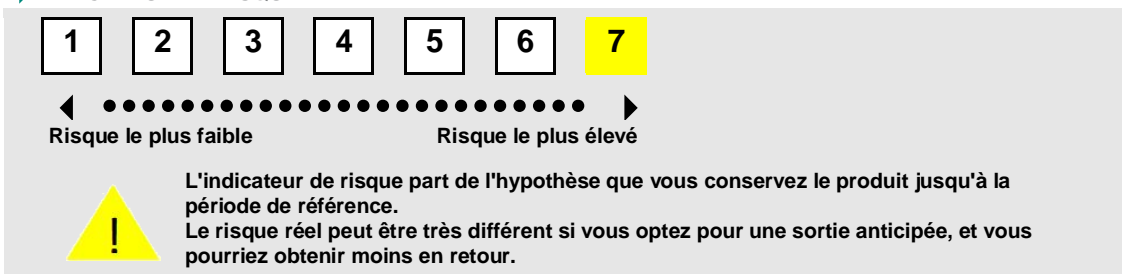 1 2 3 4 5 6 7
Risque le plus faible Risque le plus élevé
L'indicateur de risque part de l'hypothèse que vous conservez le produit jusqu'à la
période de référence.
Le risque réel peut être très différent si vous optez pour une sortie anticipée, et vous
pourriez obtenir moins en retour.
!